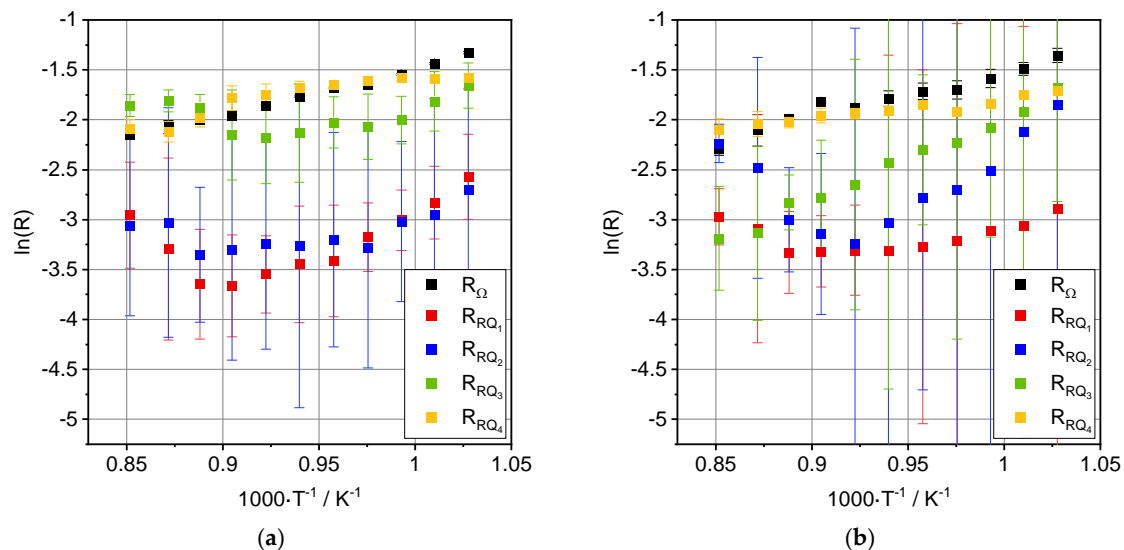 -1
-1.5
-2
-2.5
-3
-3.5
-4
-4.5
-5
ln(R)
0.85 0.9 0.95 1 1.05
1000·T⁻¹ / K⁻¹
R_Ω
R_RQ₁
R_RQ₂
R_RQ₃
R_RQ₄
(a)
-1
-1.5
-2
-2.5
-3
-3.5
-4
-4.5
-5
ln(R)
0.85 0.9 0.95 1 1.05
1000·T⁻¹ / K⁻¹
R_Ω
R_RQ₁
R_RQ₂
R_RQ₃
R_RQ₄
(b)